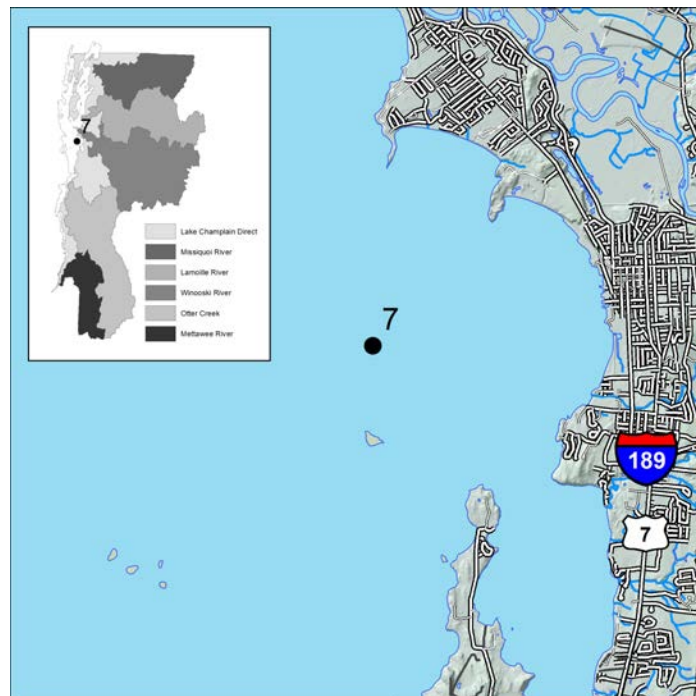 7
Lake Champlain Direct
Missiquoi River
Lamoille River
Winooski River
Otter Creek
Mettawee River
7
189
7